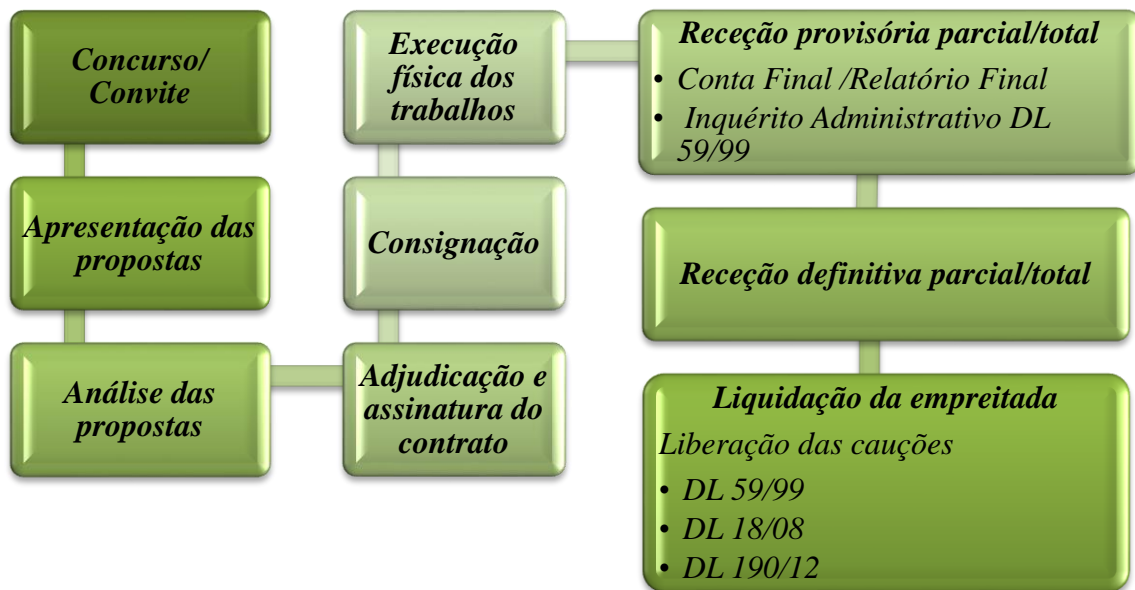 Concurso/
Convite
Apresentação das
propostas
Análise das
propostas
Adjudicação e
assinatura do
contrato
Consignação
Execução
física dos
trabalhos
Receção provisória parcial/total
• Conta Final /Relatório Final
• Inquérito Administrativo DL
59/99
Receção definitiva parcial/total
Liquidação da empreitada
Liberação das cauções
• DL 59/99
• DL 18/08
• DL 190/12